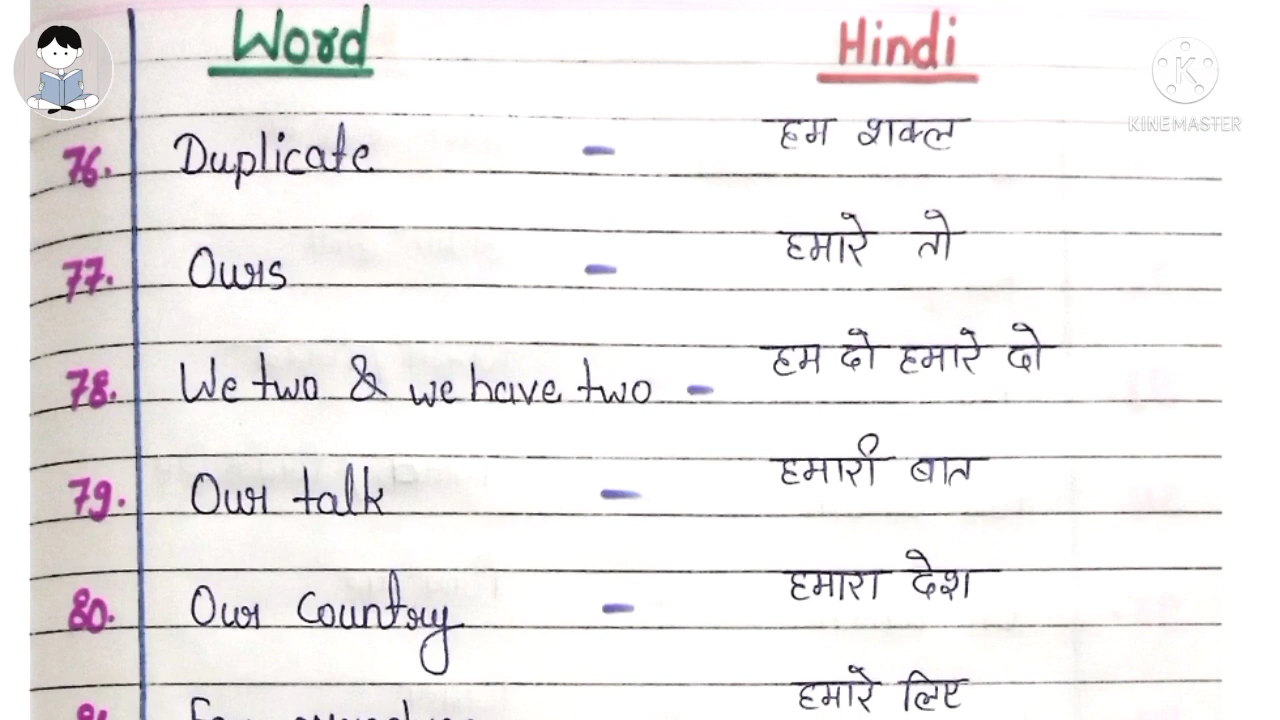 Word Hindi
76. Duplicate - हम शक्ल
77. Ours - हमारे तो
78. We two & we have two - हम दो हमारे दो
79. Our talk - हमारी बात
80. Our Country - हमारा देश
81. हमारे लिए
KINEMASTER